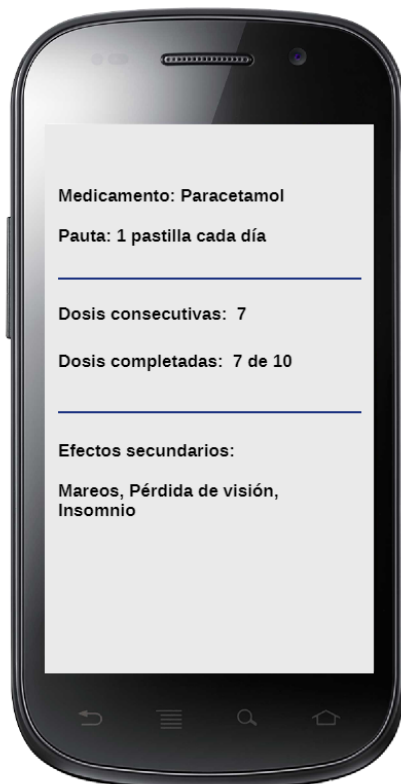 Medicamento: Paracetamol
Pauta: 1 pastilla cada día
Dosis consecutivas: 7
Dosis completadas: 7 de 10
Efectos secundarios:
Mareos, Pérdida de visión,
Insomnio